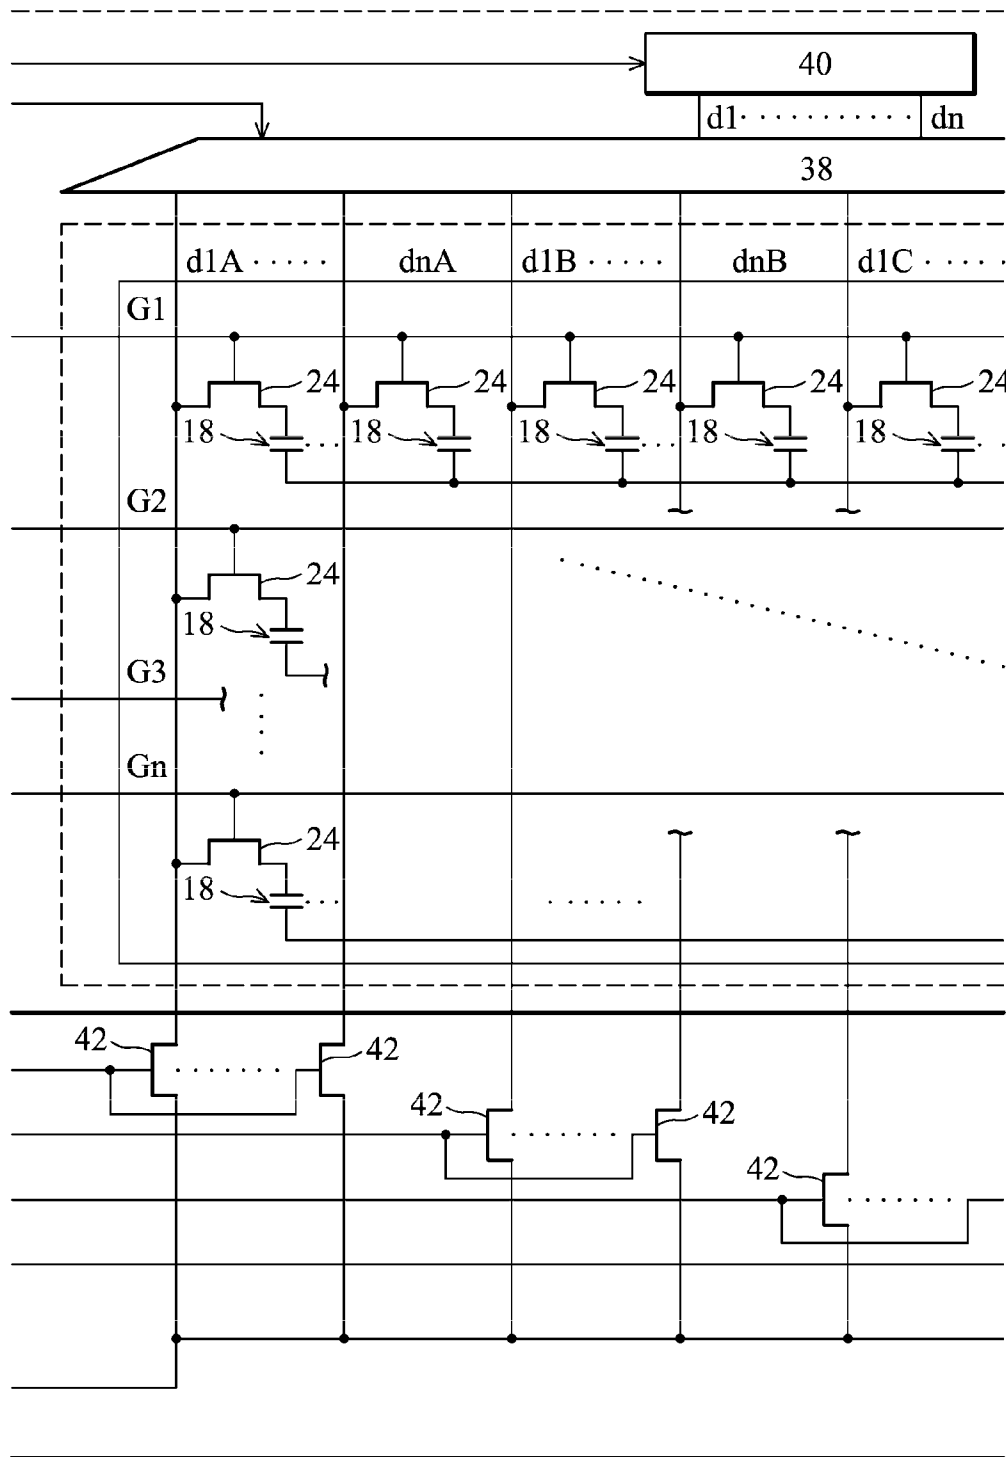 40
d1 · · · · · · · · · · · dn
38
d1A · · · · · dnA d1B · · · · · dnB d1C · · · · ·
G1
24 24 24 24 24
18 · · · 18 18 · · · 18 18 · ·
G2
24
18
G3
Gn
24
18 · · · · · · · · ·
42 42
42 42
42